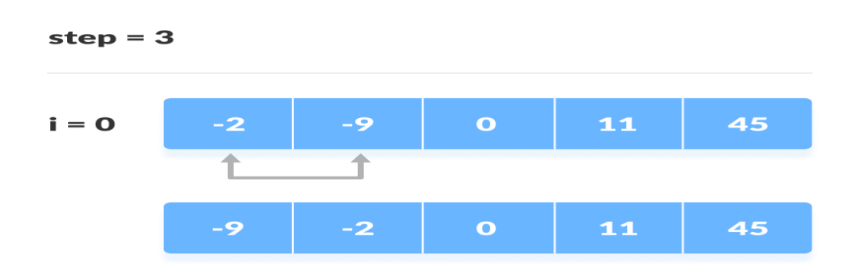 step = 3
i = 0 -2 -9 0 11 45
-9 -2 0 11 45